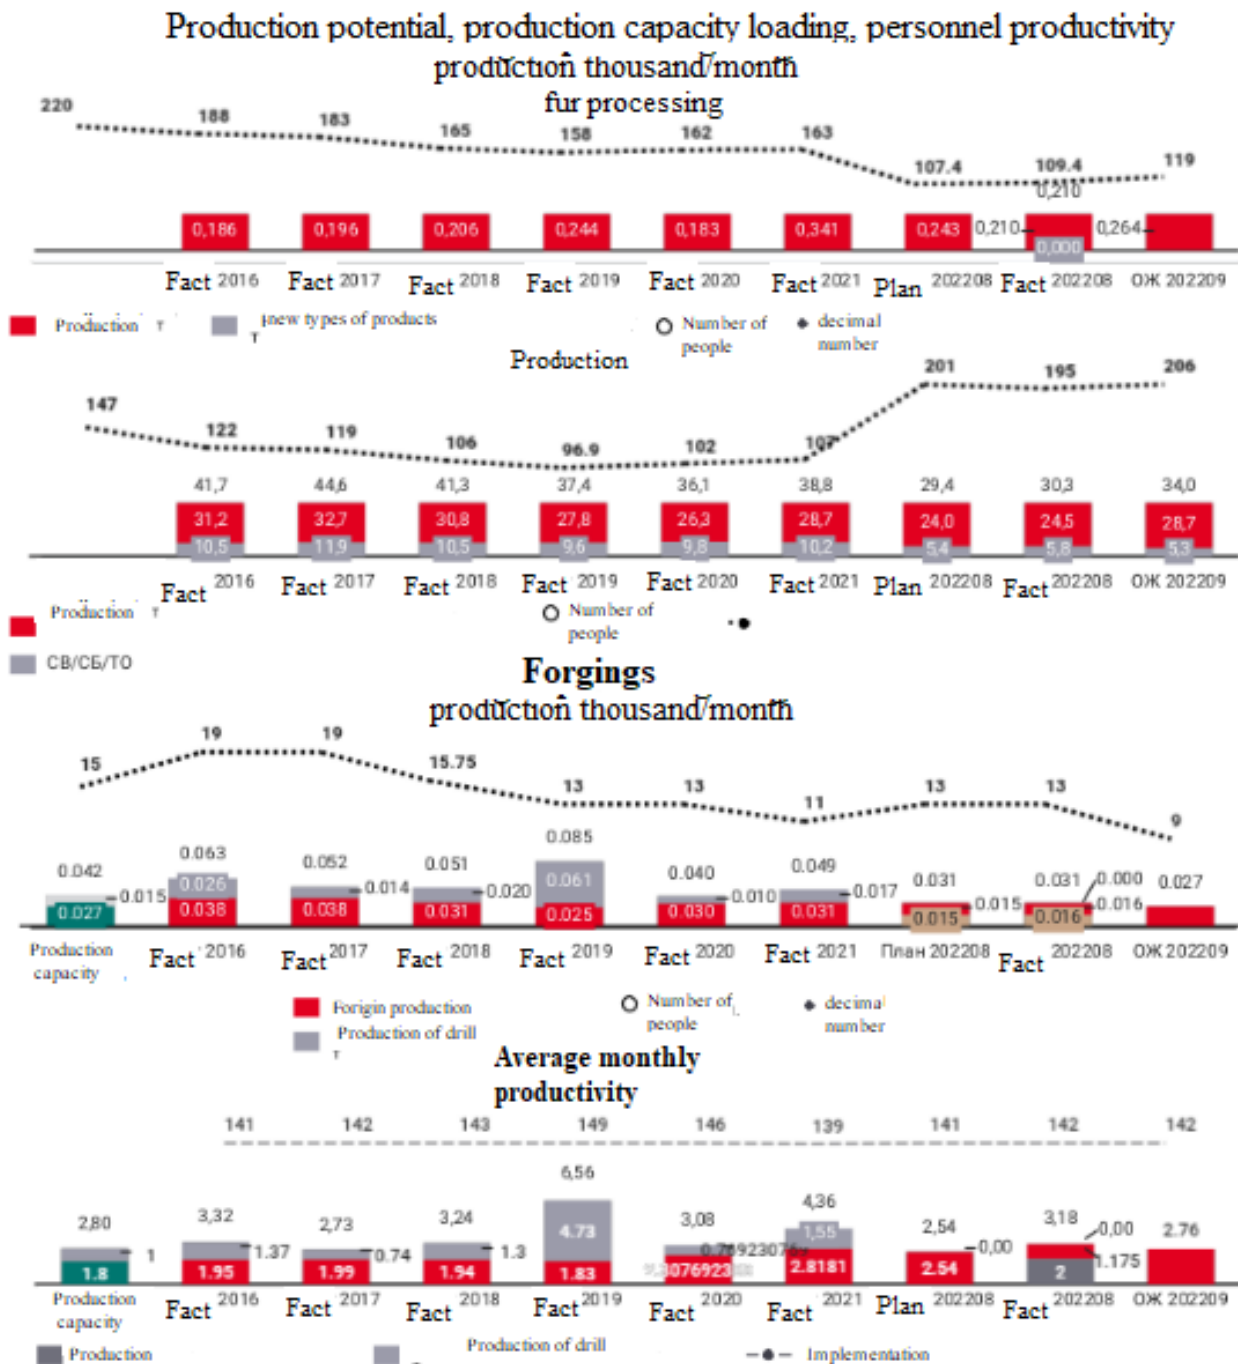 Production potential, production capacity loading, personnel productivity
production thousand/month
fur processing
220 188 183 165 158 162 163 107.4 109.4 119
0,210
0,186 0,196 0,206 0,244 0,183 0,341 0,243 0,210 0,264
0,000
Fact 2016 Fact 2017 Fact 2018 Fact 2019 Fact 2020 Fact 2021 Plan 202208 Fact 202208 ОЖ 202209
Production т new types of products Number of people decimal number
Production
147 122 119 106 96.9 102 107 201 195 206
41,7 44,6 41,3 37,4 36,1 38,8 29,4 30,3 34,0
31,2 32,7 30,8 27,8 26,3 28,7 24,0 24,5 28,7
10,5 11,9 10,5 9,6 9,8 10,2 5,4 5,8 5,3
Fact 2016 Fact 2017 Fact 2018 Fact 2019 Fact 2020 Fact 2021 Plan 202208 Fact 202208 ОЖ 202209
Production т Number of people
СВ/СБ/ТО
Forgings
production thousand/month
15 19 19 15.75 13 13 11 13 13 9
0.042 0.063 0.052 0.051 0.085 0.040 0.049 0.031 0.031 0.000 0.027
0.015 0.026 0.014 0.020 0.061 0.010 0.017 0.015 0.016
0.027 0.038 0.038 0.031 0.025 0.030 0.031 0.015 0.016
Production capacity Fact 2016 Fact 2017 Fact 2018 Fact 2019 Fact 2020 Fact 2021 План 202208 Fact 202208 ОЖ 202209
Forigin production Number of people decimal number
Production of drill
т
Average monthly
productivity
141 142 143 149 146 139 141 142 142
2,80 3,32 2,73 3,24 6,56 3,08 4,36 2,54 3,18 0,00 2.76
1 1.37 0.74 1.3 4.73 0.76923076 1,55 0,00 1.175
1.8 1.95 1.99 1.94 1.83 2.8181 2.54 2
Production capacity Fact 2016 Fact 2017 Fact 2018 Fact 2019 Fact 2020 Fact 2021 Plan 202208 Fact 202208 ОЖ 202209
Production Production of drill Implementation